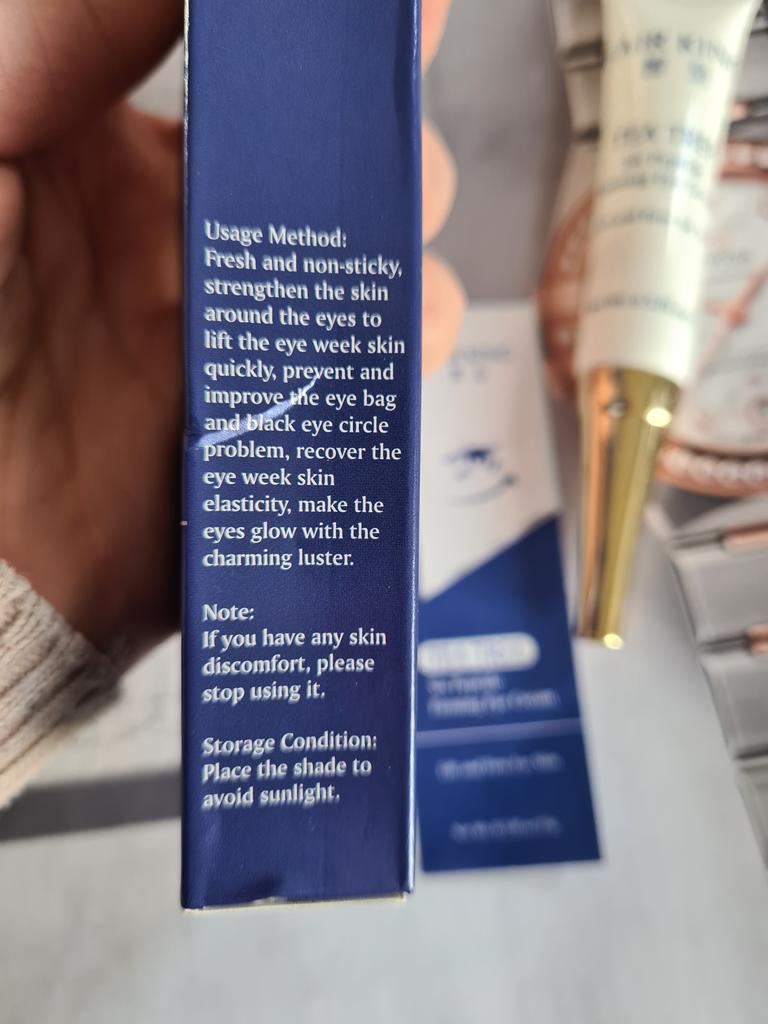 Usage Method:
Fresh and non-sticky,
strengthen the skin
around the eyes to
lift the eye week skin
quickly, prevent and
improve the eye bag
and black eye circle
problem, recover the
eye week skin
elasticity, make the
eyes glow with the
charming luster.
Note:
If you have any skin
discomfort, please
stop using it.
Storage Condition:
Place the shade to
avoid sunlight.